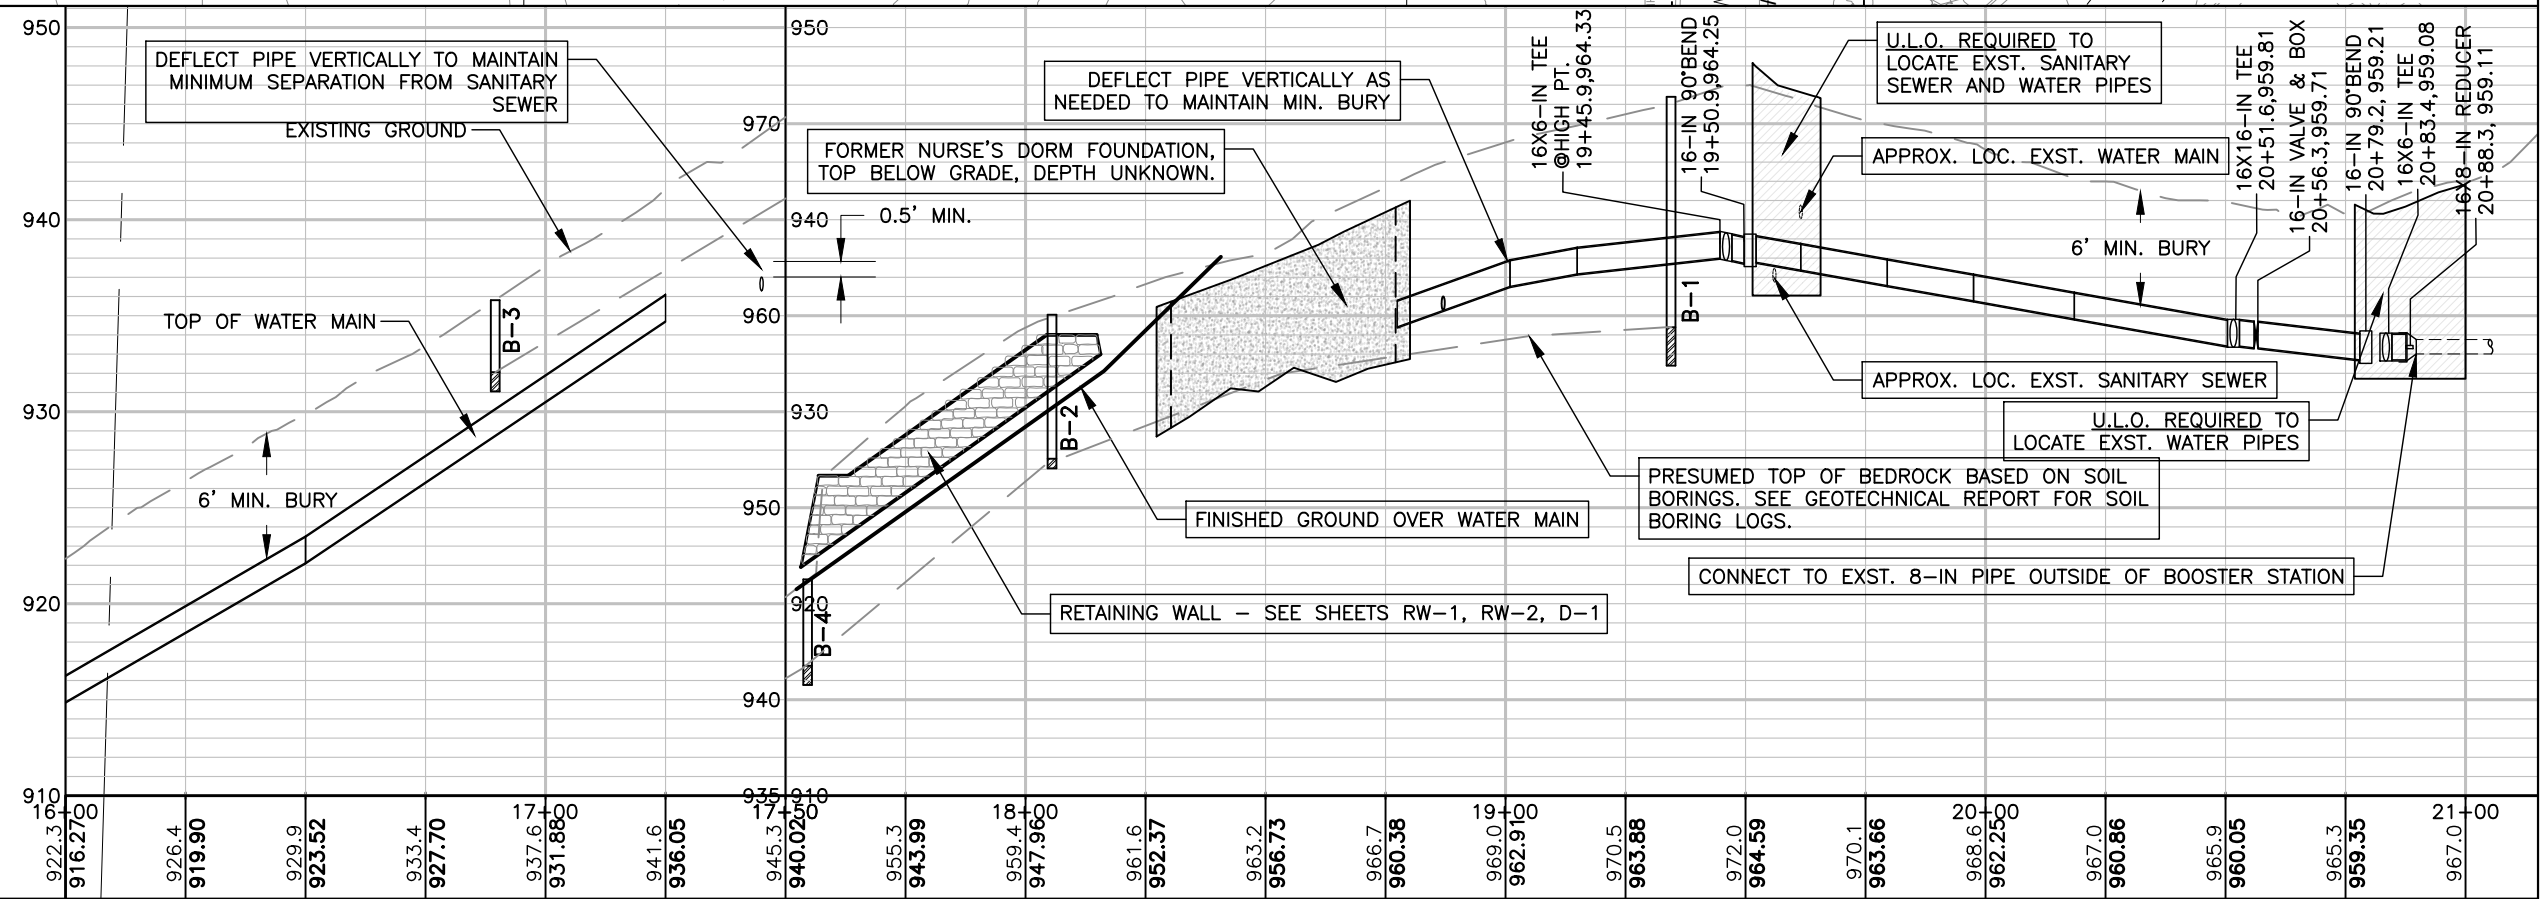 950
950
970
940
940
960
930
930
950
920
920
940
910
935
910
DEFLECT PIPE VERTICALLY TO MAINTAIN
MINIMUM SEPARATION FROM SANITARY
SEWER
EXISTING GROUND
TOP OF WATER MAIN
B-3
6' MIN. BURY
0.5' MIN.
FORMER NURSE'S DORM FOUNDATION,
TOP BELOW GRADE, DEPTH UNKNOWN.
DEFLECT PIPE VERTICALLY AS
NEEDED TO MAINTAIN MIN. BURY
B-4
B-2
FINISHED GROUND OVER WATER MAIN
RETAINING WALL - SEE SHEETS RW-1, RW-2, D-1
16X6-IN TEE
@HIGH PT.
19+45.9,964.33
B-1
16-IN 90°BEND
19+50.9,964.25
U.L.O. REQUIRED TO
LOCATE EXST. SANITARY
SEWER AND WATER PIPES
APPROX. LOC. EXST. WATER MAIN
6' MIN. BURY
APPROX. LOC. EXST. SANITARY SEWER
U.L.O. REQUIRED TO
LOCATE EXST. WATER PIPES
PRESUMED TOP OF BEDROCK BASED ON SOIL
BORINGS. SEE GEOTECHNICAL REPORT FOR SOIL
BORING LOGS.
CONNECT TO EXST. 8-IN PIPE OUTSIDE OF BOOSTER STATION
16X16-IN TEE
20+51.6,959.81
16-IN VALVE & BOX
20+56.3,959.71
16-IN 90°BEND
20+79.2, 959.21
16X6-IN TEE
20+83.4,959.08
16X8-IN REDUCER
20+88.3, 959.11
16+00
17+00
17+50
18+00
19+00
20+00
21+00
922.3
916.27
926.4
919.90
929.9
923.52
933.4
927.70
937.6
931.88
941.6
936.05
945.3
940.02
955.3
943.99
959.4
947.96
961.6
952.37
963.2
956.73
966.7
960.38
969.0
962.91
970.5
963.88
972.0
964.59
970.1
963.66
968.6
962.25
967.0
960.86
965.9
960.05
965.3
959.35
967.0